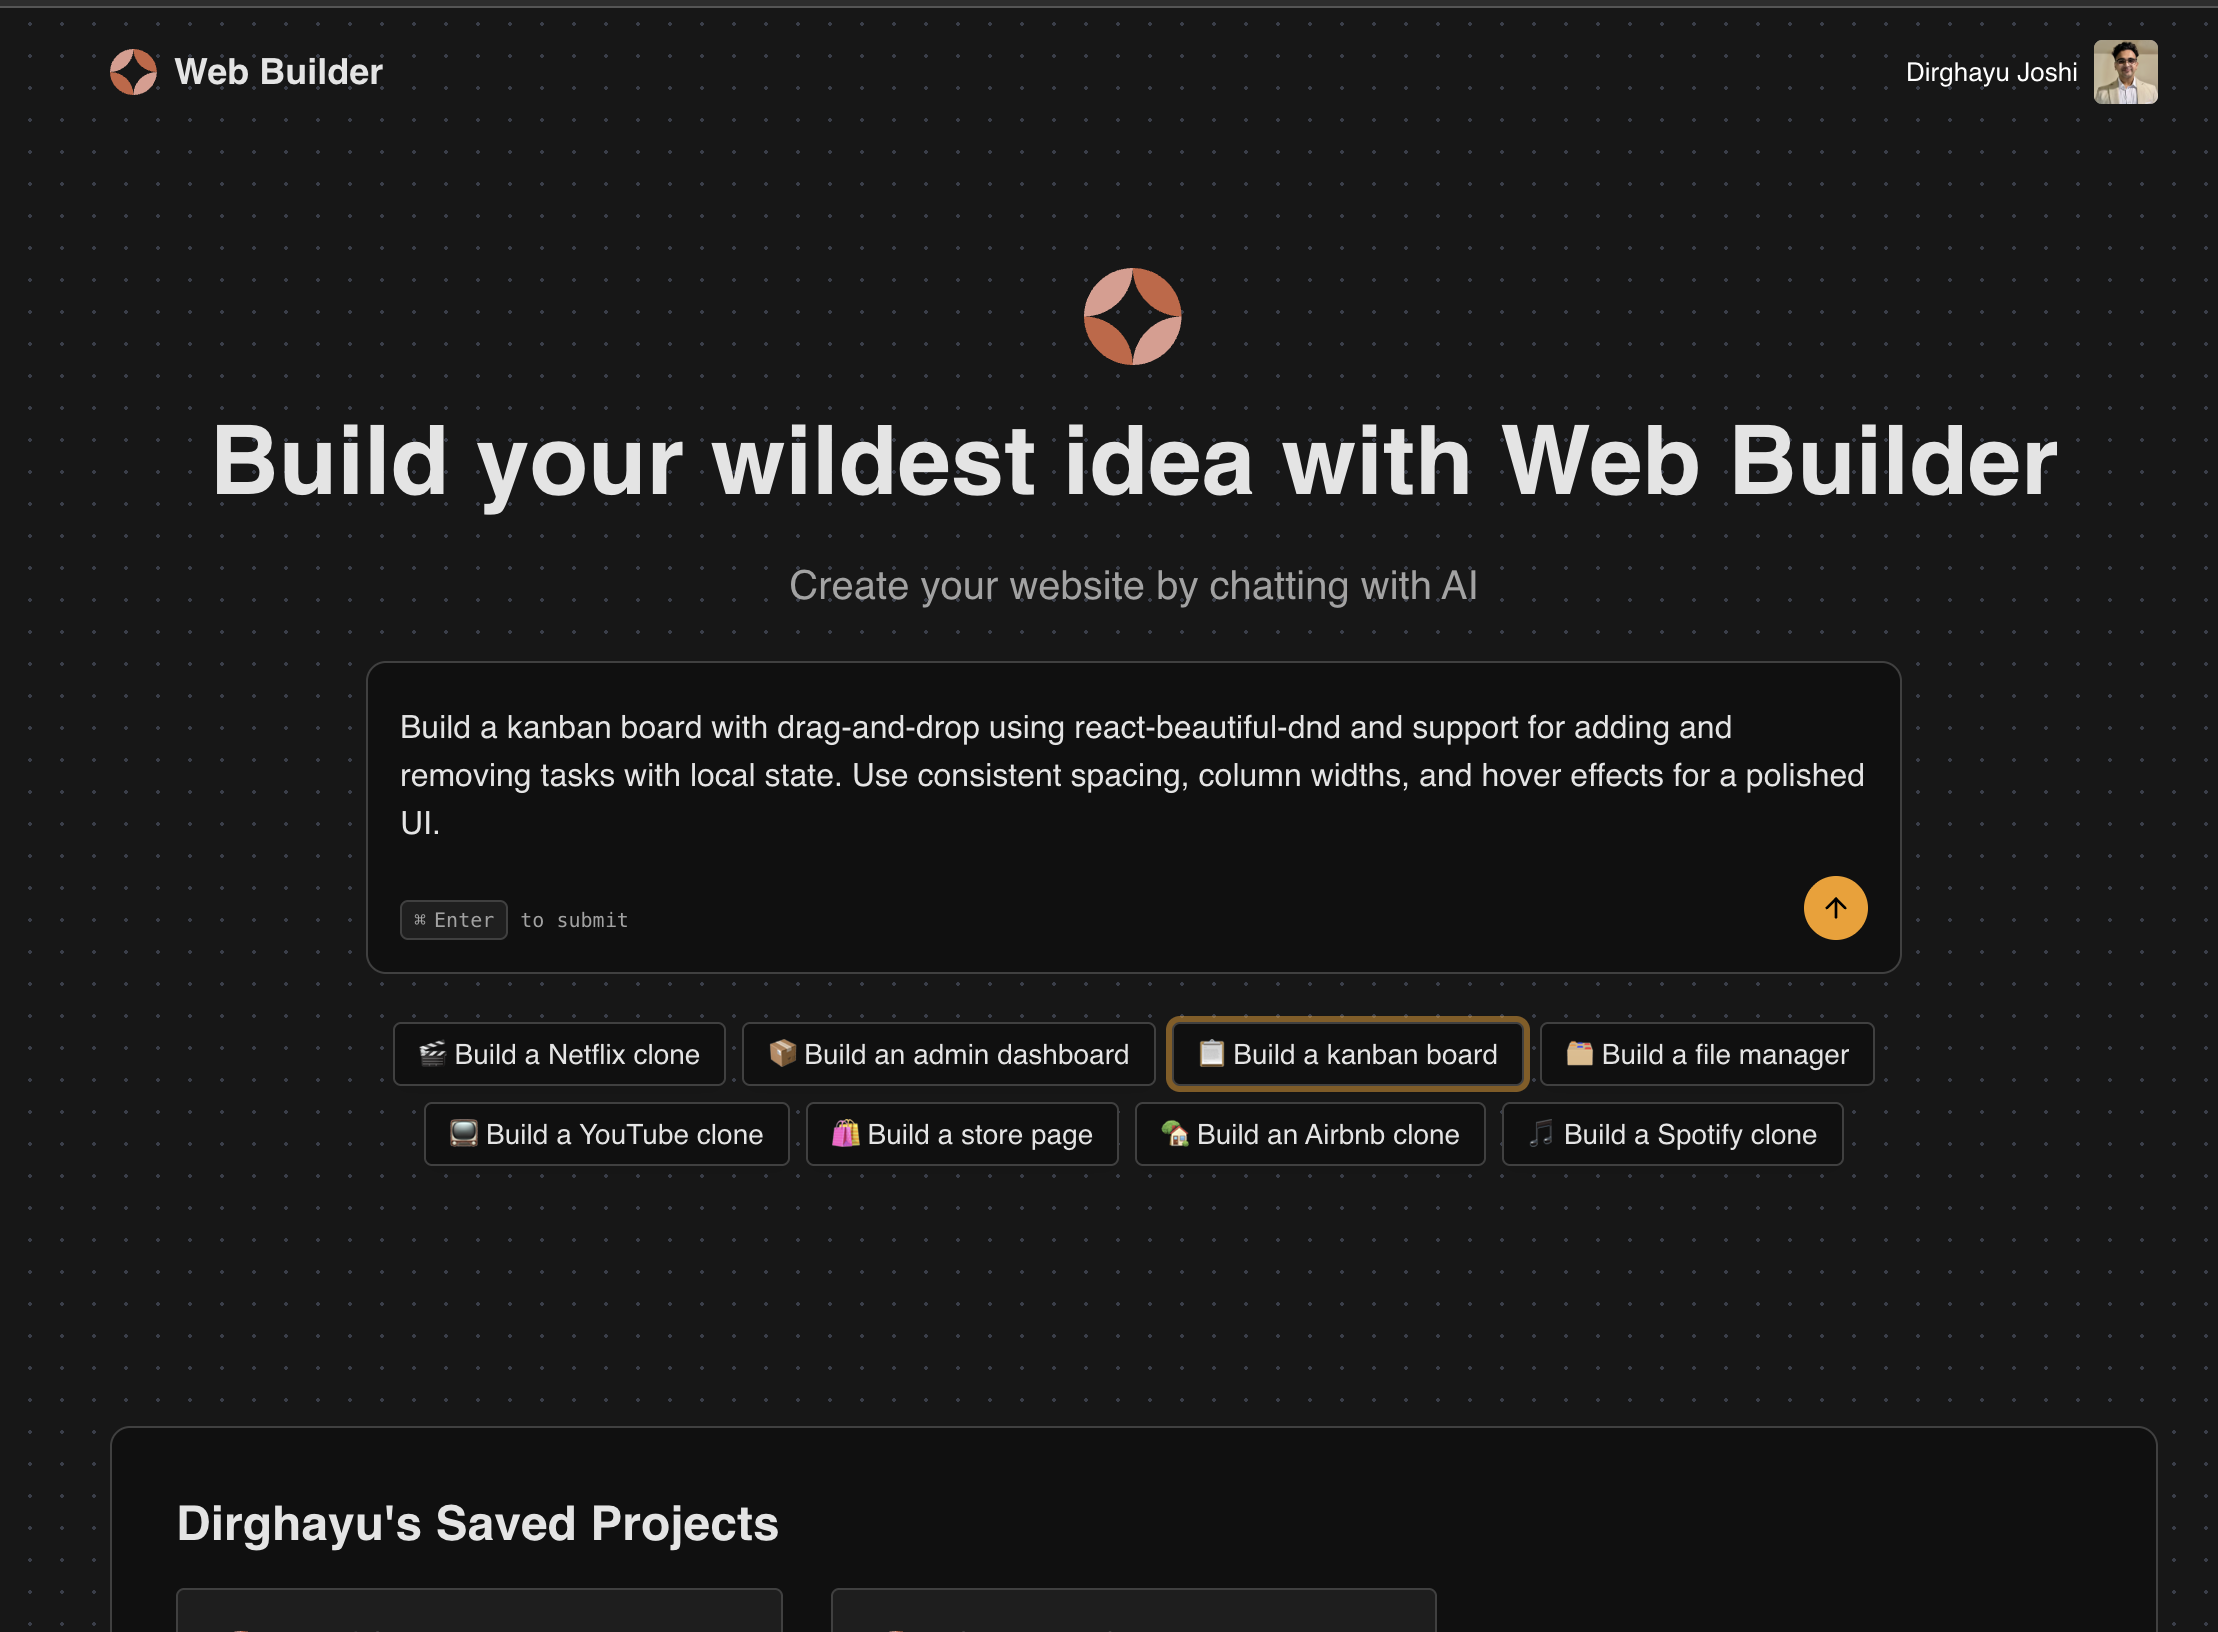 Web Builder
Dirghayu Joshi
Build your wildest idea with Web Builder
Create your website by chatting with AI
Build a kanban board with drag-and-drop using react-beautiful-dnd and support for adding and
removing tasks with local state. Use consistent spacing, column widths, and hover effects for a polished
UI.
⌘ Enter to submit
🎬 Build a Netflix clone
📦 Build an admin dashboard
📋 Build a kanban board
🗂️ Build a file manager
📺 Build a YouTube clone
🛍️ Build a store page
🏡 Build an Airbnb clone
🎵 Build a Spotify clone
Dirghayu's Saved Projects